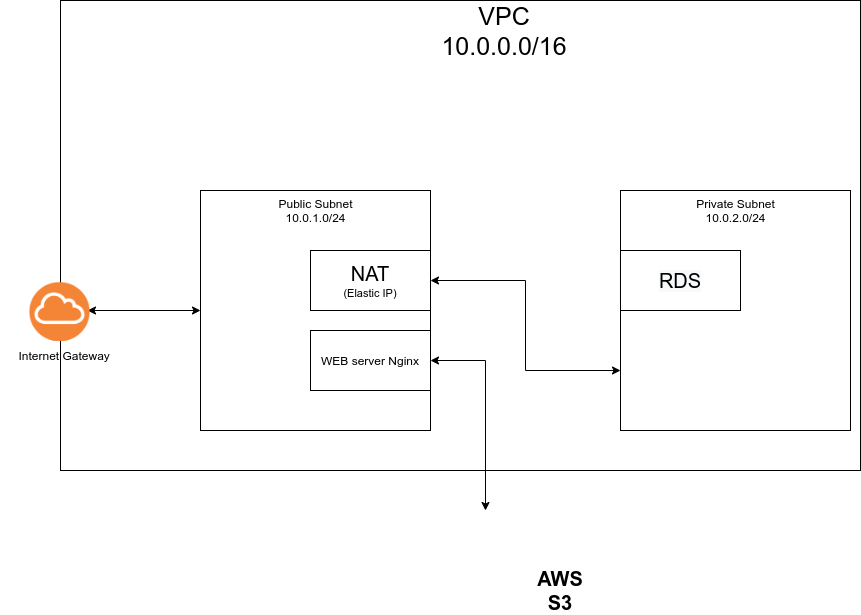 VPC
10.0.0.0/16
Public Subnet
10.0.1.0/24
Private Subnet
10.0.2.0/24
NAT
(Elastic IP)
RDS
WEB server Nginx
Internet Gateway
AWS
S3